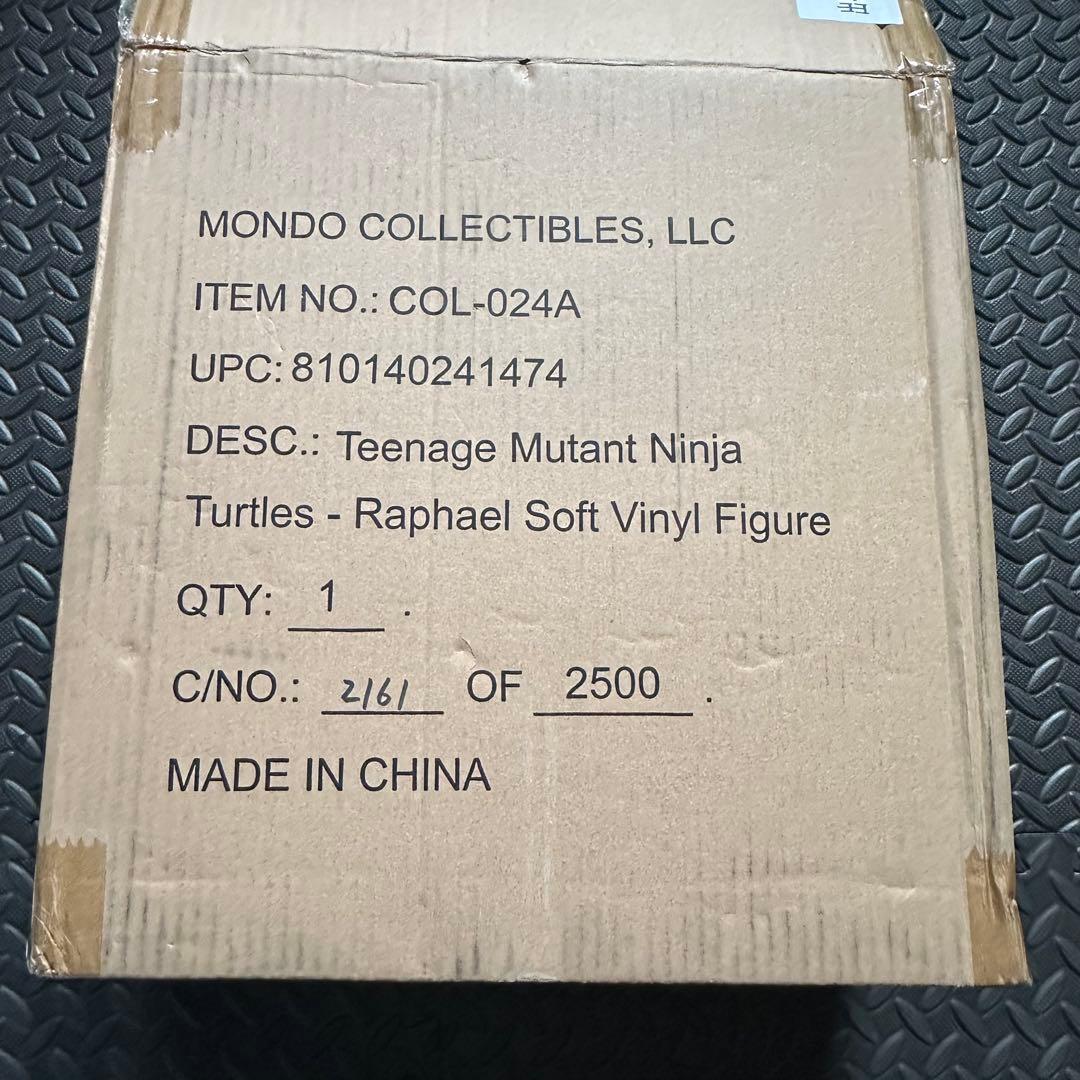 MONDO COLLECTIBLES, LLC
ITEM NO.: COL-024A
UPC: 810140241474
DESC.: Teenage Mutant Ninja
Turtles - Raphael Soft Vinyl Figure
QTY: 1 .
C/NO.: 2161 OF 2500 .
MADE IN CHINA